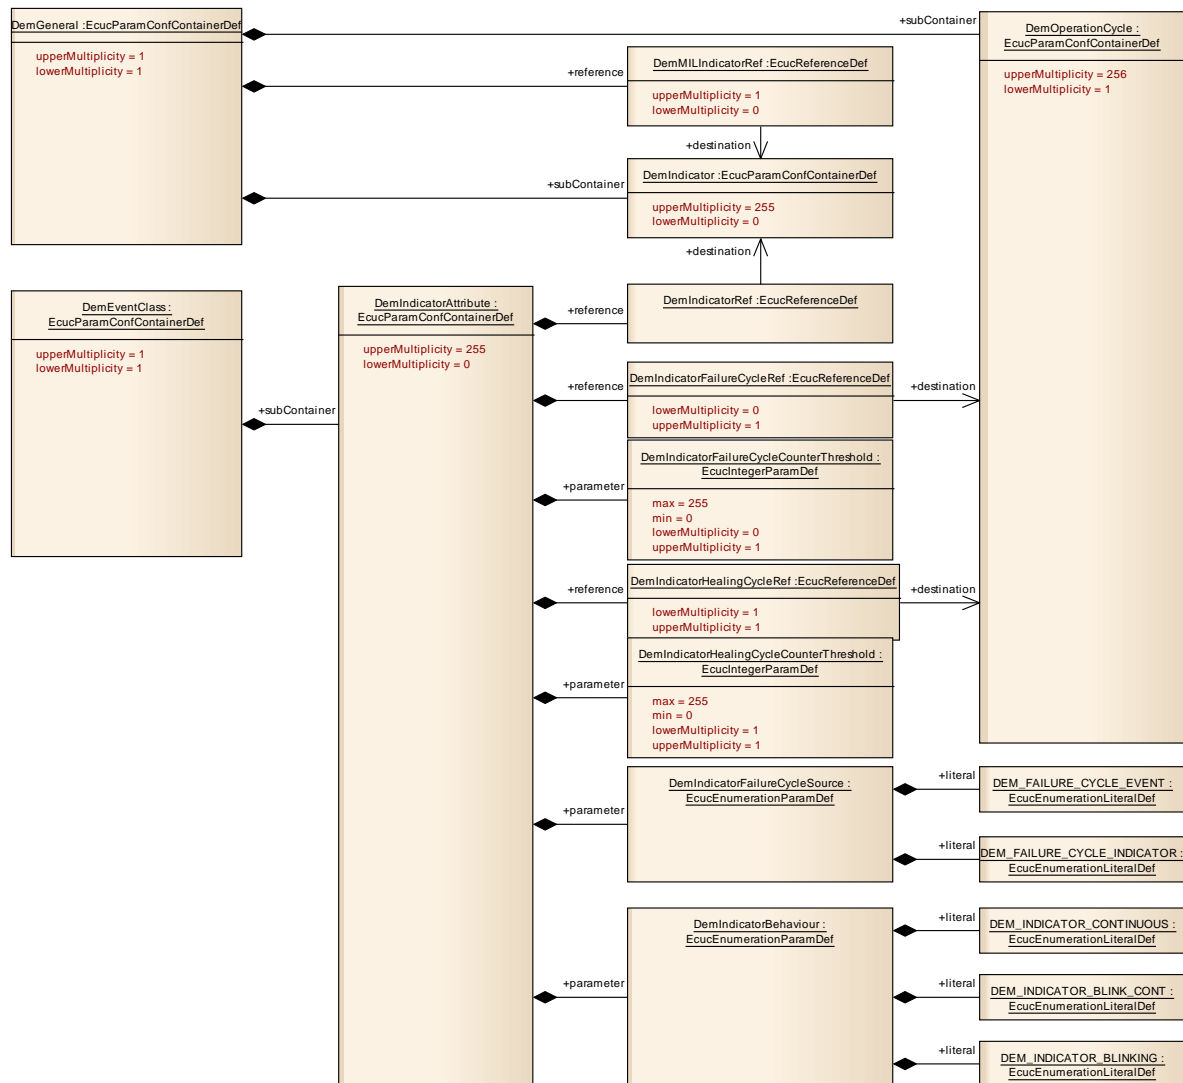 DemGeneral :EcucParamConfContainerDef
upperMultiplicity = 1
lowerMultiplicity = 1
+subContainer
DemOperationCycle :
EcucParamConfContainerDef
upperMultiplicity = 256
lowerMultiplicity = 1
+reference
DemMILIndicatorRef :EcucReferenceDef
upperMultiplicity = 1
lowerMultiplicity = 0
+destination
+subContainer
DemIndicator :EcucParamConfContainerDef
upperMultiplicity = 255
lowerMultiplicity = 0
+destination
DemEventClass :
EcucParamConfContainerDef
upperMultiplicity = 1
lowerMultiplicity = 1
+subContainer
DemIndicatorAttribute :
EcucParamConfContainerDef
upperMultiplicity = 255
lowerMultiplicity = 0
+reference
DemIndicatorRef :EcucReferenceDef
+reference
DemIndicatorFailureCycleRef :EcucReferenceDef
lowerMultiplicity = 0
upperMultiplicity = 1
+destination
+parameter
DemIndicatorFailureCycleCounterThreshold :
EcucIntegerParamDef
max = 255
min = 0
lowerMultiplicity = 0
upperMultiplicity = 1
+reference
DemIndicatorHealingCycleRef :EcucReferenceDef
lowerMultiplicity = 1
upperMultiplicity = 1
+destination
+parameter
DemIndicatorHealingCycleCounterThreshold :
EcucIntegerParamDef
max = 255
min = 0
lowerMultiplicity = 1
upperMultiplicity = 1
+parameter
DemIndicatorFailureCycleSource :
EcucEnumerationParamDef
+literal
DEM_FAILURE_CYCLE_EVENT :
EcucEnumerationLiteralDef
+literal
DEM_FAILURE_CYCLE_INDICATOR :
EcucEnumerationLiteralDef
+parameter
DemIndicatorBehaviour :
EcucEnumerationParamDef
+literal
DEM_INDICATOR_CONTINUOUS :
EcucEnumerationLiteralDef
+literal
DEM_INDICATOR_BLINK_CONT :
EcucEnumerationLiteralDef
+literal
DEM_INDICATOR_BLINKING :
EcucEnumerationLiteralDef